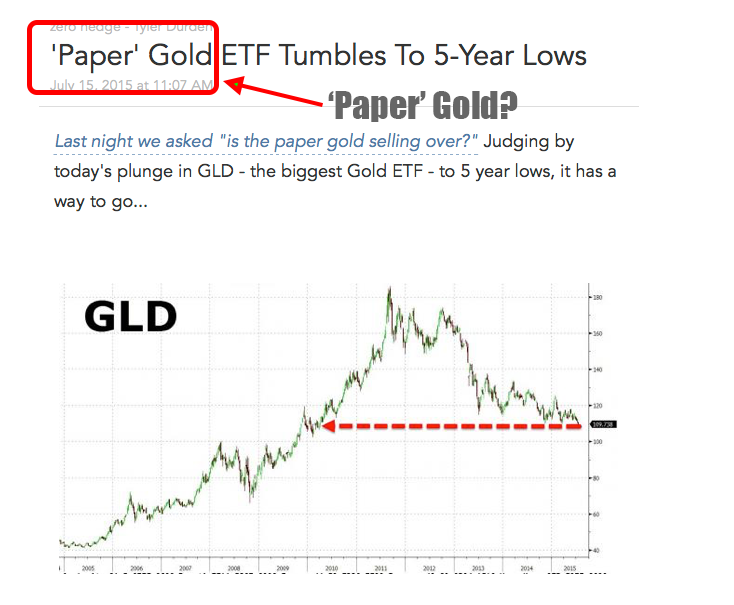 zero hedge - Tyler Durden
'Paper' Gold ETF Tumbles To 5-Year Lows
July 15, 2015 at 11:07 AM
‘Paper’ Gold?
Last night we asked "is the paper gold selling over?" Judging by
today's plunge in GLD - the biggest Gold ETF - to 5 year lows, it has a
way to go...
GLD
180
160
140
120
109.738
100
80
60
40
2005 2006 2007 2008 2009 2010 2011 2012 2013 2014 2015